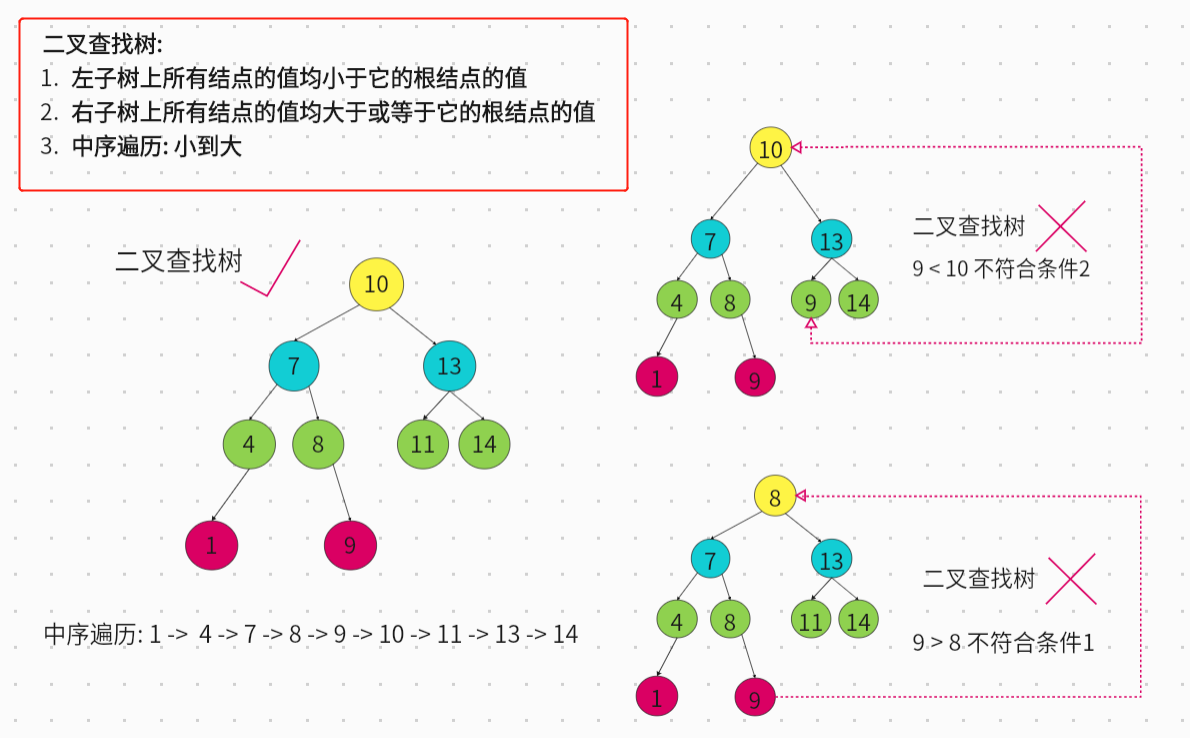 二叉查找树:
1. 左子树上所有结点的值均小于它的根结点的值
2. 右子树上所有结点的值均大于或等于它的根结点的值
3. 中序遍历: 小到大
二叉查找树
10
7 13
4 8 11 14
1 9
中序遍历: 1 -> 4 -> 7 -> 8 -> 9 -> 10 -> 11 -> 13 -> 14
10
7 13
4 8 9 14
1 9
二叉查找树
9 < 10 不符合条件2
8
7 13
4 8 11 14
1 9
二叉查找树
9 > 8 不符合条件1